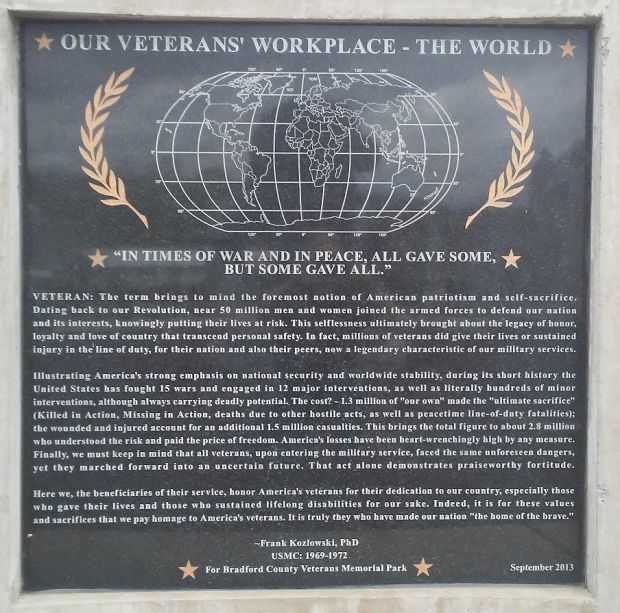 OUR VETERANS' WORKPLACE - THE WORLD
"IN TIMES OF WAR AND IN PEACE, ALL GAVE SOME,
BUT SOME GAVE ALL."
VETERAN: The term brings to mind the foremost notion of American patriotism and self-sacrifice.
Dating back to our Revolution, near 50 million men and women joined the armed forces to defend our nation
and its interests, knowingly putting their lives at risk. This selflessness ultimately brought about the legacy of honor,
loyalty and love of country that transcend personal safety. In fact, millions of veterans did give their lives or sustained
injury in the line of duty, for their nation and also their peers, now a legendary characteristic of our military services.
Illustrating America's strong emphasis on national security and worldwide stability, during its short history the
United States has fought 15 wars and engaged in 12 major interventions, as well as literally hundreds of minor
interventions, although always carrying deadly potential. The cost? - 1.3 million of "our own" made the "ultimate sacrifice"
(Killed in Action, Missing in Action, deaths due to other hostile acts, as well as peacetime line-of-duty fatalities);
the wounded and injured account for an additional 1.5 million casualties. This brings the total figure to about 2.8 million
who understood the risk and paid the price of freedom. America's losses have been heart-wrenchingly high by any measure.
Finally, we must keep in mind that all veterans, upon entering the military service, faced the same unforeseen dangers,
yet they marched forward into an uncertain future. That act alone demonstrates praiseworthy fortitude.
Here we, the beneficiaries of their service, honor America's veterans for their dedication to our country, especially those
who gave their lives and those who sustained lifelong disabilities for our sake. Indeed, it is for these values
and sacrifices that we pay homage to America's veterans. It is truly they who have made our nation "the home of the brave."
~Frank Kozlowski, PhD
USMC: 1969-1972
For Bradford County Veterans Memorial Park
September 2013